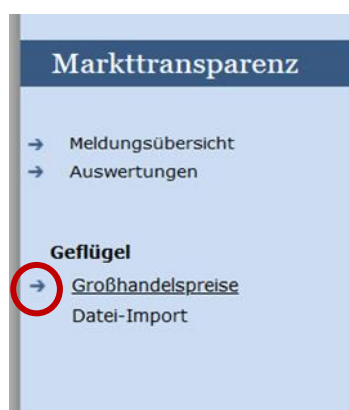 Markttransparenz
Meldungsübersicht
Auswertungen
Geflügel
Großhandelspreise
Datei-Import